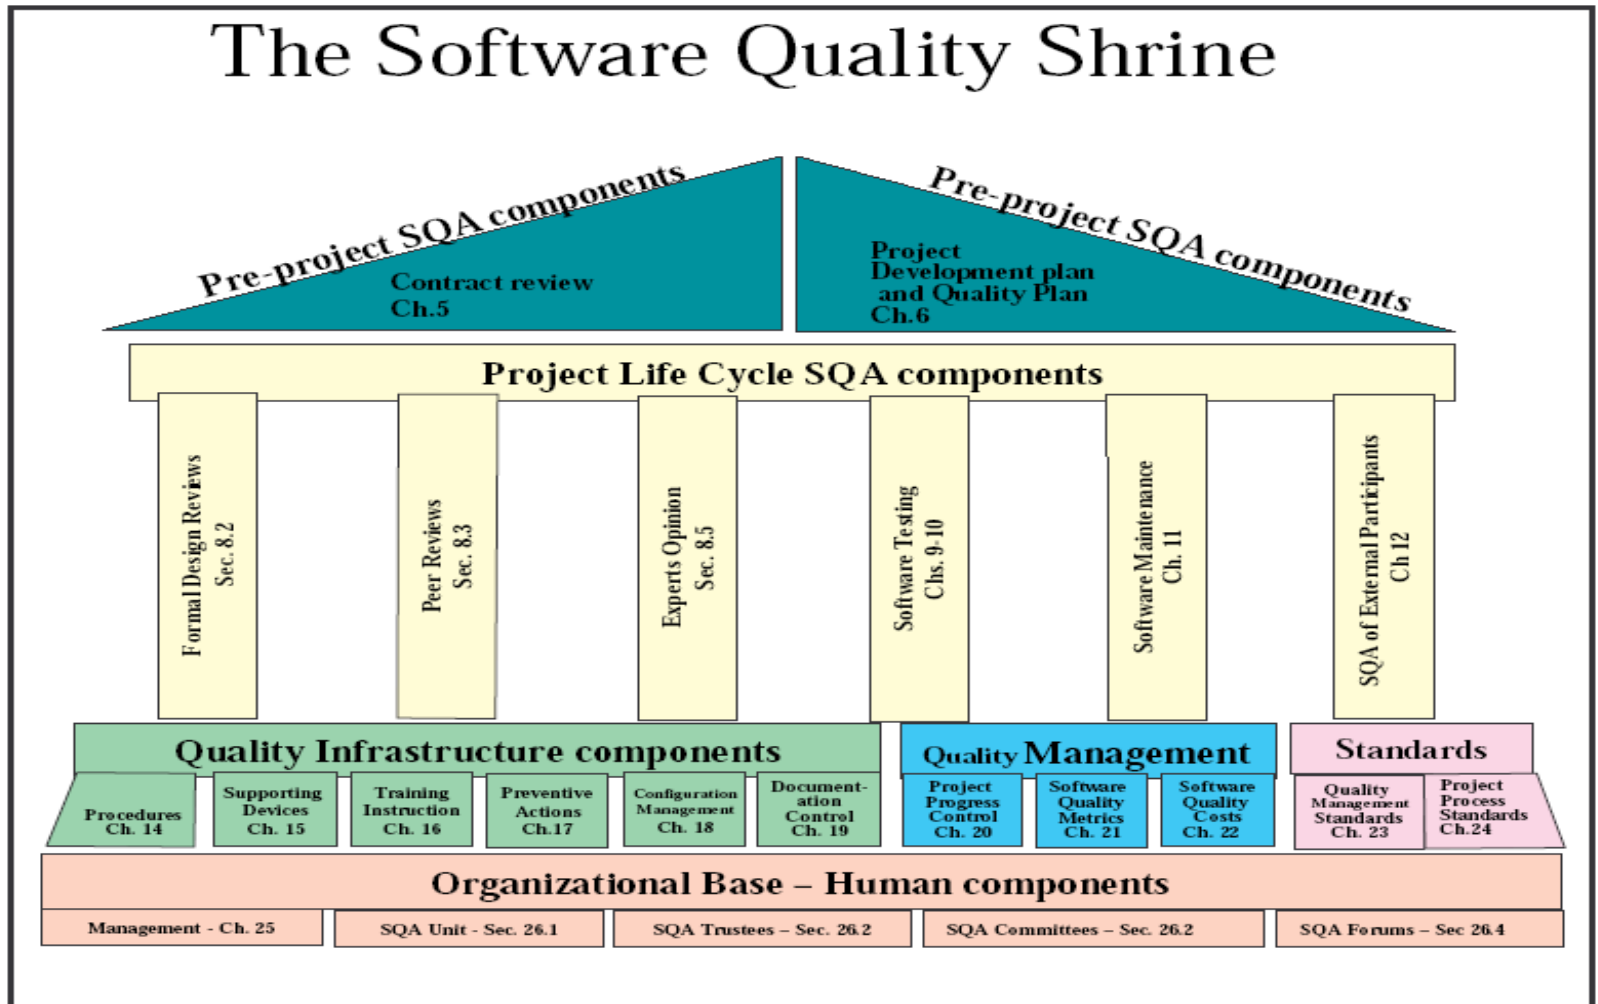 The Software Quality Shrine
Pre-project SQA components
Contract review
Ch.5
Pre-project SQA components
Project
Development plan
and Quality Plan
Ch.6
Project Life Cycle SQA components
Formal Design Reviews
Sec. 8.2
Peer Reviews
Sec. 8.3
Experts Opinion
Sec. 8.5
Software Testing
Chs. 9-10
Software Maintenance
Ch. 11
SQA of External Participants
Ch 12
Quality Infrastructure components
Procedures
Ch. 14
Supporting
Devices
Ch. 15
Training
Instruction
Ch. 16
Preventive
Actions
Ch.17
Configuration
Management
Ch. 18
Document-
ation
Control
Ch. 19
Quality Management
Project
Progress
Control
Ch. 20
Software
Quality
Metrics
Ch. 21
Software
Quality
Costs
Ch. 22
Standards
Quality
Management
Standards
Ch. 23
Project
Process
Standards
Ch.24
Organizational Base – Human components
Management - Ch. 25
SQA Unit - Sec. 26.1
SQA Trustees – Sec. 26.2
SQA Committees – Sec. 26.2
SQA Forums – Sec 26.4